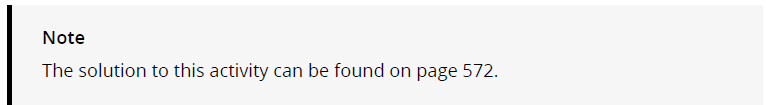 Note
The solution to this activity can be found on page 572.